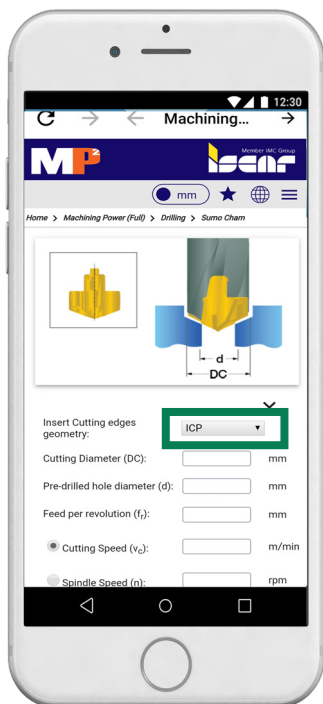 12:30
Machining...
MP²
Member IMC Group
iscar
mm
Home > Machining Power (Full) > Drilling > Sumo Cham
d
DC
Insert Cutting edges
geometry:
ICP
Cutting Diameter (DC):
mm
Pre-drilled hole diameter (d):
mm
Feed per revolution (fᵣ):
mm
Cutting Speed (v꜀):
m/min
Spindle Speed (n):
rpm